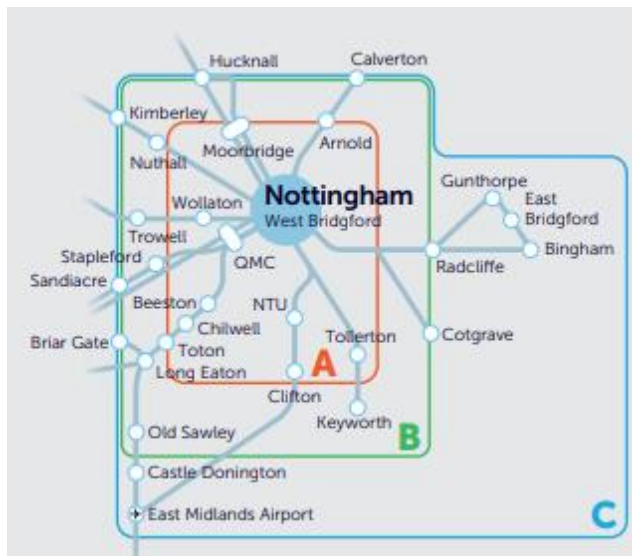 Hucknall
Calverton
Kimberley
Moorbridge
Arnold
Nuthall
Gunthorpe
Nottingham
East
Bridgford
Wollaton
West Bridgford
Trowell
Stapleford
QMC
Radcliffe
Bingham
Sandiacre
Beeston
NTU
Chilwell
Tollerton
Cotgrave
Briar Gate
Toton
Long Eaton
A
Clifton
Keyworth
Old Sawley
B
Castle Donington
East Midlands Airport
C